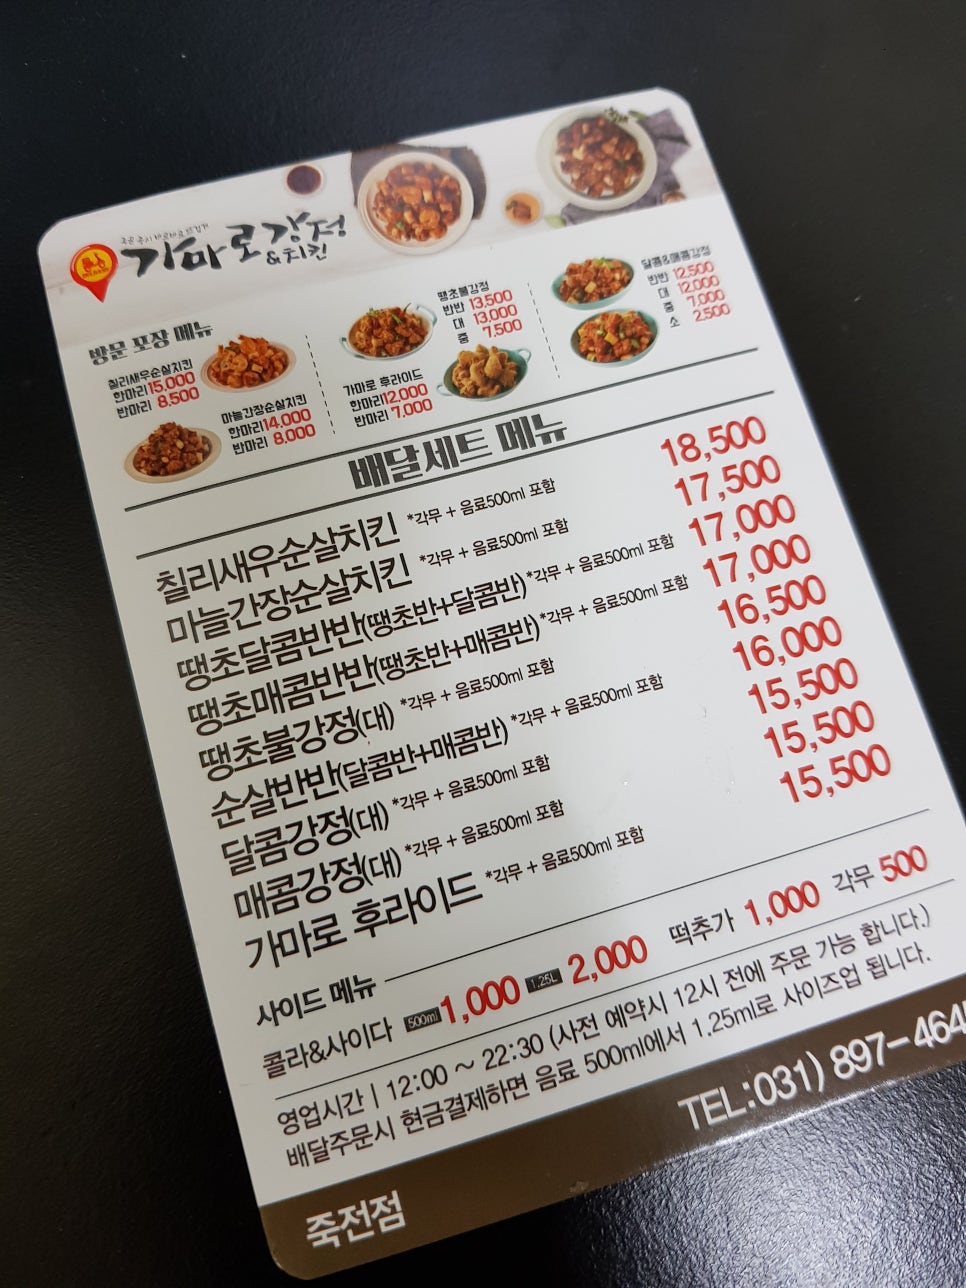 가마로강정
&치킨
방문 포장 메뉴
칠리새우순살치킨
한마리 15,000
반마리 8,500
마늘간장순살치킨
한마리 14,000
반마리 8,000
땡초불강정
반반 13,500
대 13,000
중 7,500
가마로 후라이드
한마리 12,000
반마리 7,000
달콤&매콤강정
반반 12,500
대 12,000
중 7,000
소 2,500
배달세트 메뉴
칠리새우순살치킨 *각무 + 음료500ml 포함 18,500
마늘간장순살치킨 *각무 + 음료500ml 포함 17,500
땡초달콤반반(땡초반+달콤반) *각무 + 음료500ml 포함 17,000
땡초매콤반반(땡초반+매콤반) *각무 + 음료500ml 포함 17,000
땡초불강정(대) *각무 + 음료500ml 포함 16,500
순살반반(달콤반+매콤반) *각무 + 음료500ml 포함 16,000
달콤강정(대) *각무 + 음료500ml 포함 15,500
매콤강정(대) *각무 + 음료500ml 포함 15,500
가마로 후라이드 *각무 + 음료500ml 포함 15,500
사이드 메뉴
콜라&사이다 500ml 1,000 1.25L 2,000 떡추가 1,000 각무 500
영업시간 | 12:00 ~ 22:30 (사전 예약시 12시 전에 주문 가능 합니다.)
배달주문시 현금결제하면 음료 500ml에서 1.25ml로 사이즈업 됩니다.
죽전점 TEL:031) 897-464